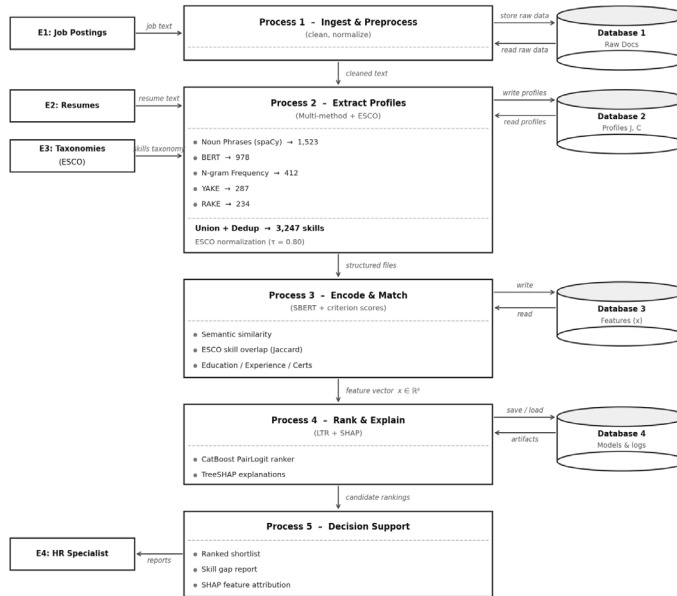 E1: Job Postings
job text
Process 1 – Ingest & Preprocess
(clean, normalize)
store raw data
read raw data
Database 1
Raw Docs
cleaned text
E2: Resumes
resume text
E3: Taxonomies
(ESCO)
skills taxonomy
Process 2 – Extract Profiles
(Multi-method + ESCO)
• Noun Phrases (spaCy) → 1,523
• BERT → 978
• N-gram Frequency → 412
• YAKE → 287
• RAKE → 234
Union + Dedup → 3,247 skills
ESCO normalization (τ = 0.80)
write profiles
read profiles
Database 2
Profiles J, C
structured files
Process 3 – Encode & Match
(SBERT + criterion scores)
• Semantic similarity
• ESCO skill overlap (Jaccard)
• Education / Experience / Certs
write
read
Database 3
Features (x)
feature vector x ∈
Process 4 – Rank & Explain
(LTR + SHAP)
• CatBoost PairLogit ranker
• TreeSHAP explanations
save / load
artifacts
Database 4
Models & logs
candidate rankings
Process 5 – Decision Support
• Ranked shortlist
• Skill gap report
• SHAP feature attribution
E4: HR Specialist
reports